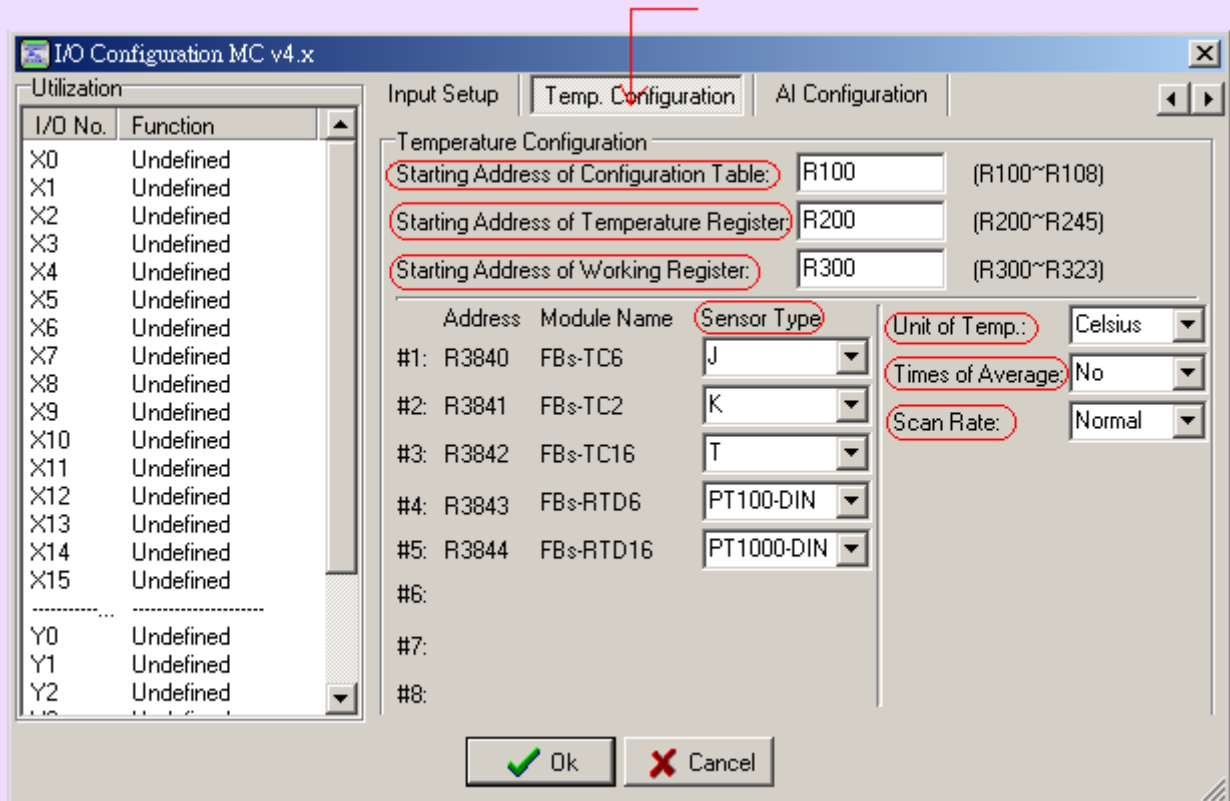 I/O Configuration MC v4.x
Utilization
I/O No. Function
X0 Undefined
X1 Undefined
X2 Undefined
X3 Undefined
X4 Undefined
X5 Undefined
X6 Undefined
X7 Undefined
X8 Undefined
X9 Undefined
X10 Undefined
X11 Undefined
X12 Undefined
X13 Undefined
X14 Undefined
X15 Undefined
-----------... ----------------------
Y0 Undefined
Y1 Undefined
Y2 Undefined
Input Setup Temp. Configuration AI Configuration
Temperature Configuration
Starting Address of Configuration Table: R100 (R100~R108)
Starting Address of Temperature Register: R200 (R200~R245)
Starting Address of Working Register: R300 (R300~R323)
Address Module Name Sensor Type
#1: R3840 FBs-TC6 J
#2: R3841 FBs-TC2 K
#3: R3842 FBs-TC16 T
#4: R3843 FBs-RTD6 PT100-DIN
#5: R3844 FBs-RTD16 PT1000-DIN
#6:
#7:
#8:
Unit of Temp.: Celsius
Times of Average: No
Scan Rate: Normal
Ok Cancel